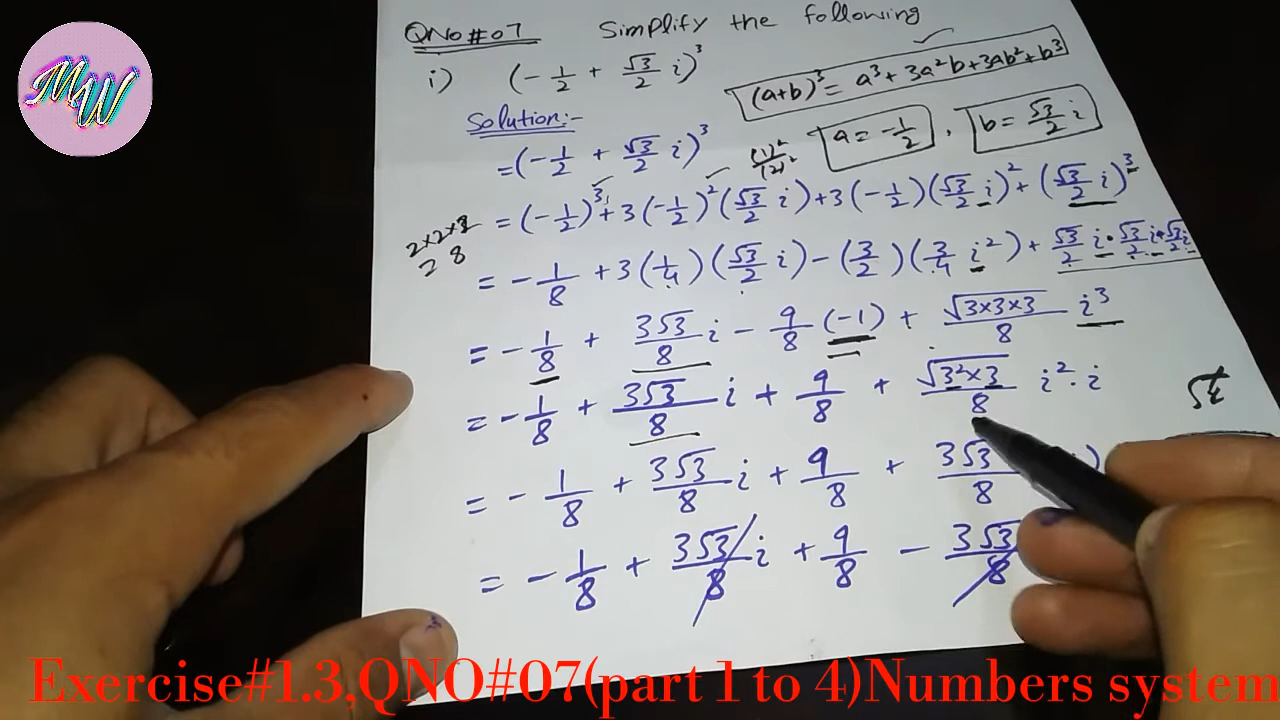 MW
QNO#07 Simplify the following
i) (-1/2 + √3/2 i)³
(a+b)³ = a³ + 3a²b + 3ab² + b³
Solution:-
a = -1/2 , b = √3/2 i
= (-1/2 + √3/2 i)³
(1)²/(2)²
= (-1/2)³ + 3(-1/2)²(√3/2 i) + 3(-1/2)(√3/2 i)² + (√3/2 i)³
2×2×2
2 8
= -1/8 + 3(1/4)(√3/2 i) - (3/2)(3/4 i²) + √3/2 i · √3/2 i · √3/2 i
= -1/8 + 3√3/8 i - 9/8 (-1) + √3×3×3/8 i³
= -1/8 + 3√3/8 i + 9/8 + √3²×3/8 i² · i
= -1/8 + 3√3/8 i + 9/8 + 3√3/8 i)
= -1/8 + 3√3/8 i + 9/8 - 3√3/8
Exercise#1.3,QNO#07(part 1 to 4)Numbers system